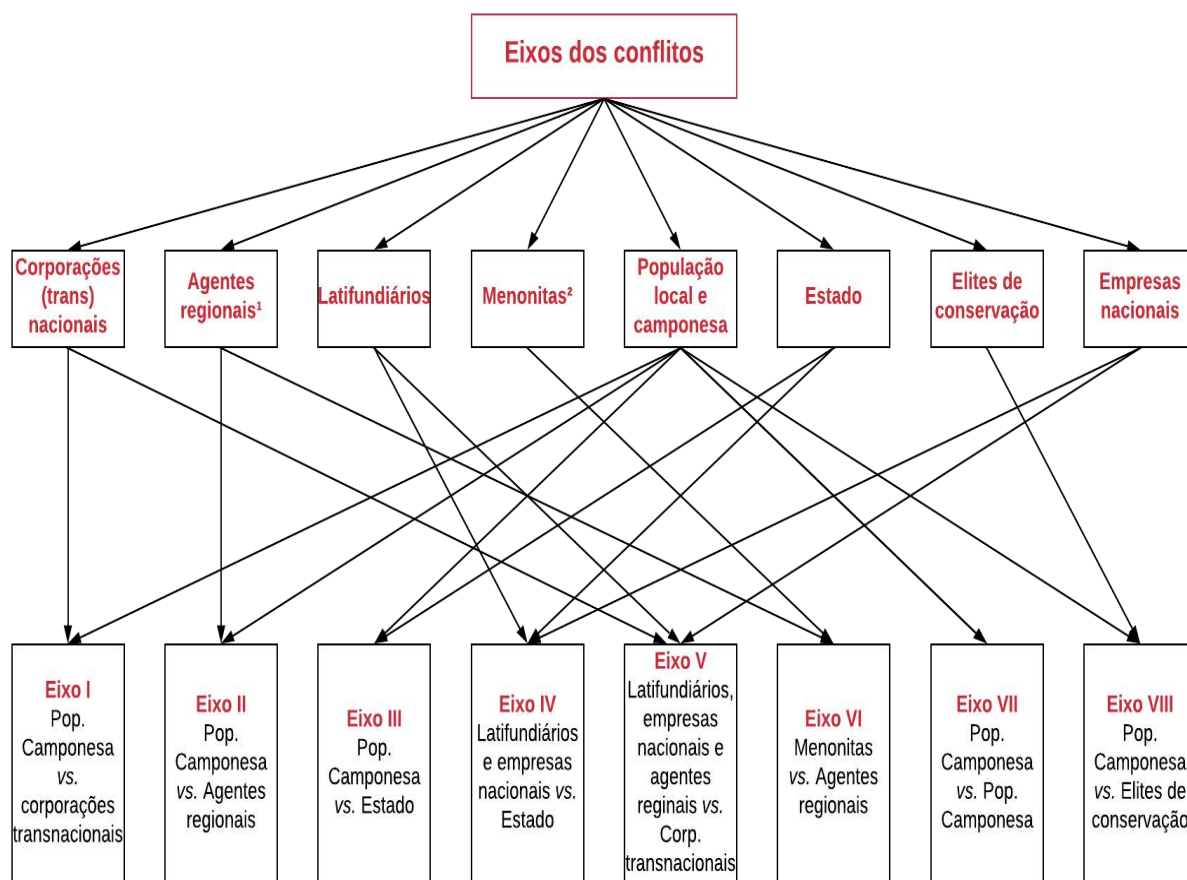 Eixos dos conflitos
Corporações
(trans)
nacionais
Agentes
regionais¹
Latifundiários
Menonitas²
População
local e
camponesa
Estado
Elites de
conservação
Empresas
nacionais
Eixo I
Pop.
Camponesa
vs.
corporações
transnacionais
Eixo II
Pop.
Camponesa
vs. Agentes
regionais
Eixo III
Pop.
Camponesa
vs. Estado
Eixo IV
Latifundiários
e empresas
nacionais vs.
Estado
Eixo V
Latifundiários,
empresas
nacionais e
agentes
reginais vs.
Corp.
transnacionais
Eixo VI
Menonitas
vs. Agentes
regionais
Eixo VII
Pop.
Camponesa
vs. Pop.
Camponesa
Eixo VIII
Pop.
Camponesa
vs. Elites de
conservação